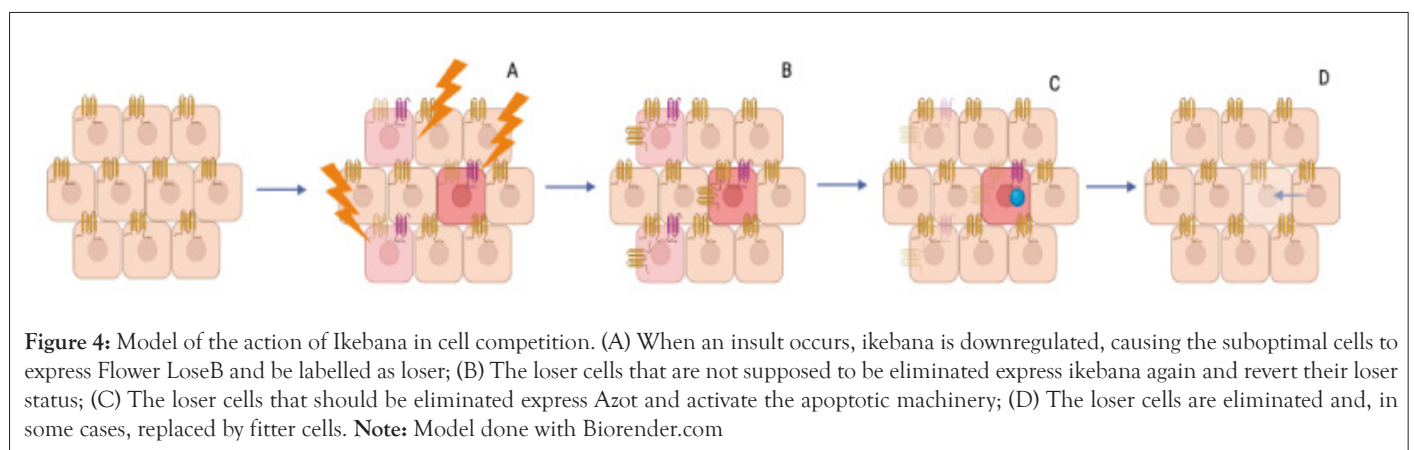 A
B
C
D
Figure 4: Model of the action of Ikebana in cell competition. (A) When an insult occurs, ikebana is downregulated, causing the suboptimal cells to
express Flower LoseB and be labelled as loser; (B) The loser cells that are not supposed to be eliminated express ikebana again and revert their loser
status; (C) The loser cells that should be eliminated express Azot and activate the apoptotic machinery; (D) The loser cells are eliminated and, in
some cases, replaced by fitter cells. Note: Model done with Biorender.com